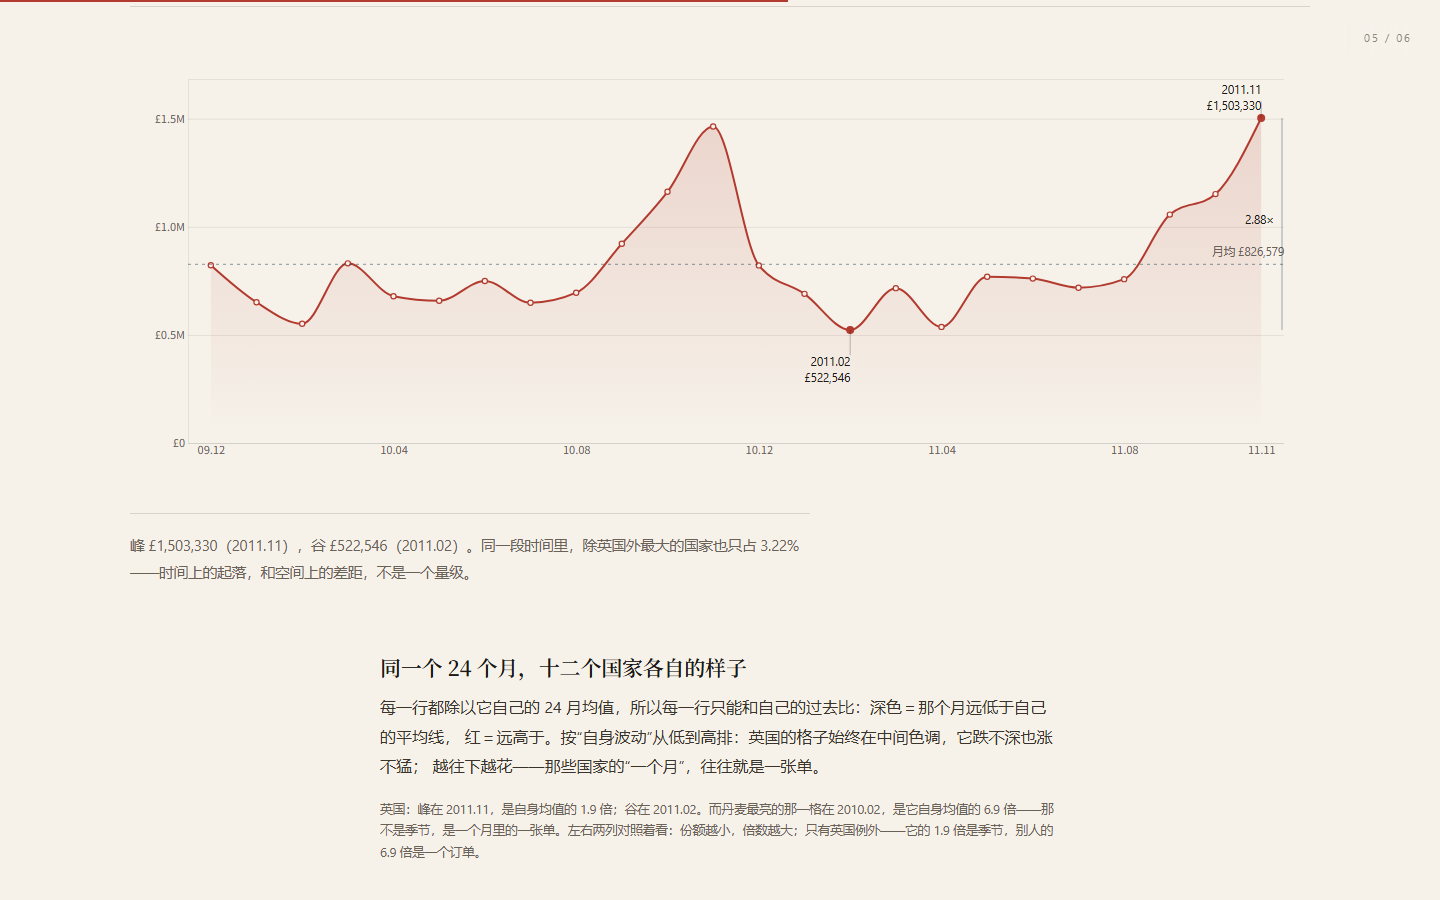 05 / 06
2011.11
£1,503,330
£1.5M
£1.0M
2.88×
月均 £826,579
£0.5M
2011.02
£522,546
£0
09.12 10.04 10.08 10.12 11.04 11.08 11.11
峰 £1,503,330（2011.11），谷 £522,546（2011.02）。同一段时间里，除英国外最大的国家也只占 3.22%
——时间上的起落，和空间上的差距，不是一个量级。
同一个 24 个月，十二个国家各自的样子
每一行都除以它自己的 24 月均值，所以每一行只能和自己的过去比：深色 = 那个月远低于自己
的平均线， 红 = 远高于。按“自身波动”从低到高排：英国的格子始终在中间色调，它跌不深也涨
不猛； 越往下越花——那些国家的“一个月”，往往就是一张单。
英国：峰在 2011.11，是自身均值的 1.9 倍；谷在 2011.02。而丹麦最亮的那一格在 2010.02，是它自身均值的 6.9 倍——那
不是季节，是一个月里的一张单。左右两列对照着看：份额越小，倍数越大；只有英国例外——它的 1.9 倍是季节，别人的
6.9 倍是一个订单。